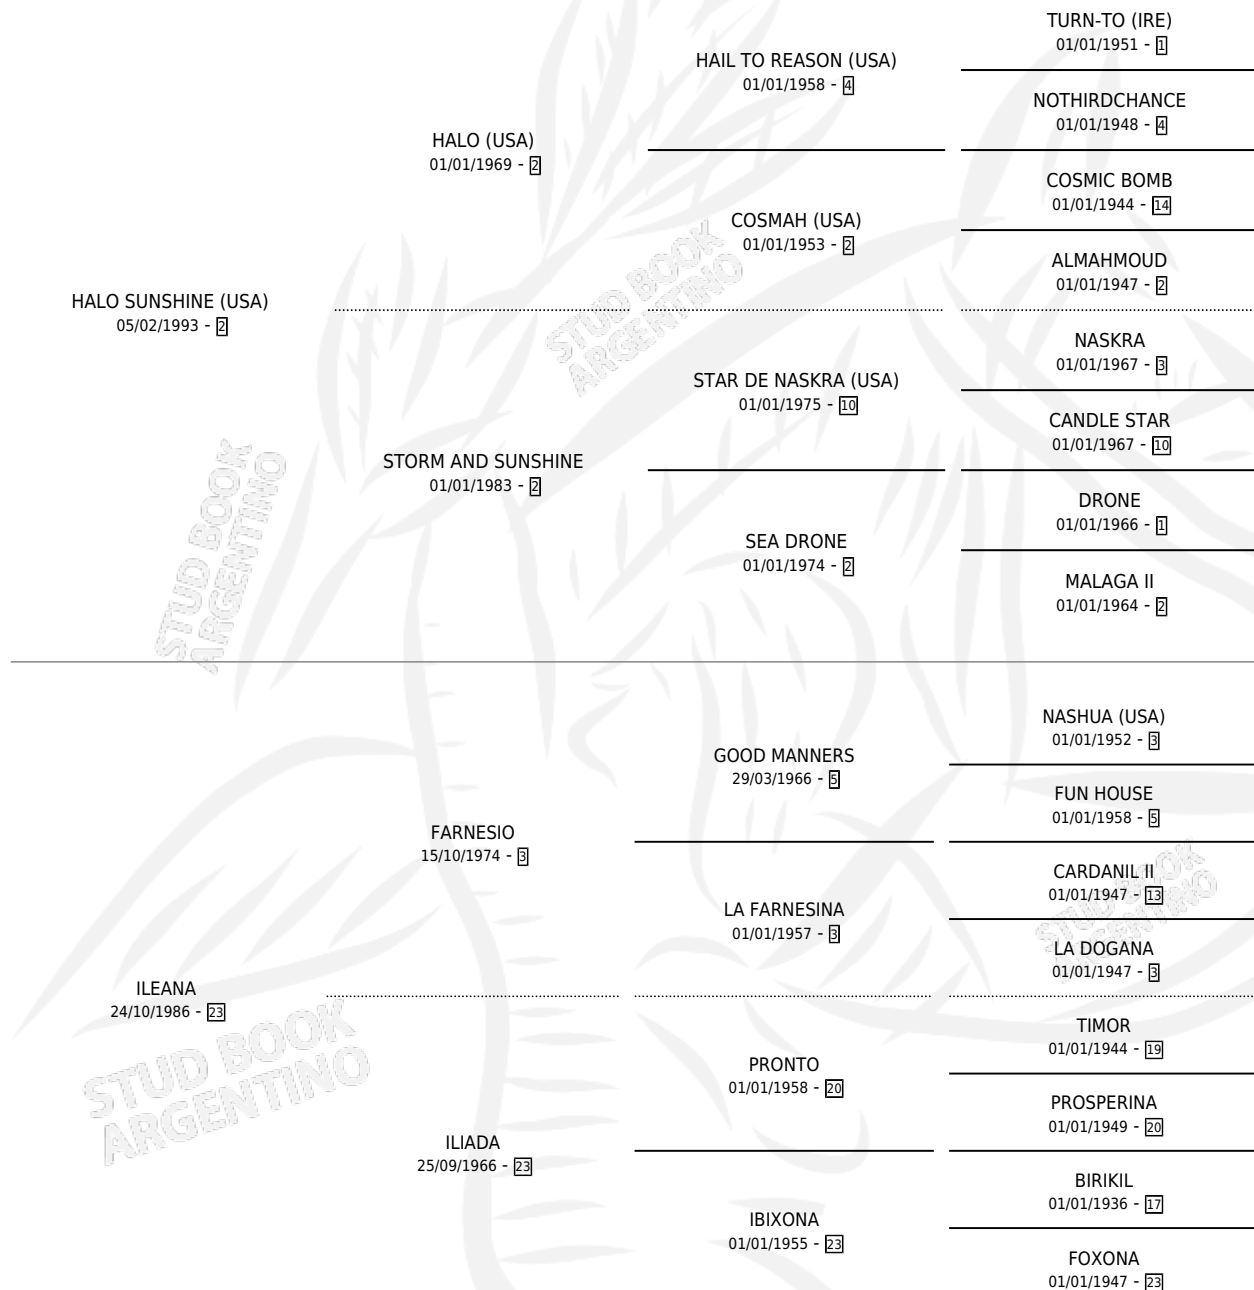 TURN-TO (IRE)
01/01/1951 - 1
HAIL TO REASON (USA)
01/01/1958 - 4
NOTHIRDCHANCE
01/01/1948 - 4
HALO (USA)
01/01/1969 - 2
COSMIC BOMB
01/01/1944 - 14
COSMAH (USA)
01/01/1953 - 2
ALMAHMOUD
01/01/1947 - 2
HALO SUNSHINE (USA)
05/02/1993 - 2
NASKRA
01/01/1967 - 3
STAR DE NASKRA (USA)
01/01/1975 - 10
CANDLE STAR
01/01/1967 - 10
STORM AND SUNSHINE
01/01/1983 - 2
DRONE
01/01/1966 - 1
SEA DRONE
01/01/1974 - 2
MALAGA II
01/01/1964 - 2
NASHUA (USA)
01/01/1952 - 3
GOOD MANNERS
29/03/1966 - 5
FUN HOUSE
01/01/1958 - 5
FARNESIO
15/10/1974 - 3
CARDANIL II
01/01/1947 - 13
LA FARNESINA
01/01/1957 - 3
LA DOGANA
01/01/1947 - 3
ILEANA
24/10/1986 - 23
TIMOR
01/01/1944 - 19
PRONTO
01/01/1958 - 20
PROSPERINA
01/01/1949 - 20
ILIADA
25/09/1966 - 23
BIRIKIL
01/01/1936 - 17
IBIXONA
01/01/1955 - 23
FOXONA
01/01/1947 - 23
STUD BOOK
ARGENTINO
STUD BOOK
ARGENTINO
STUD BOOK
ARGENTINO
STUD BOOK
ARGENTINO